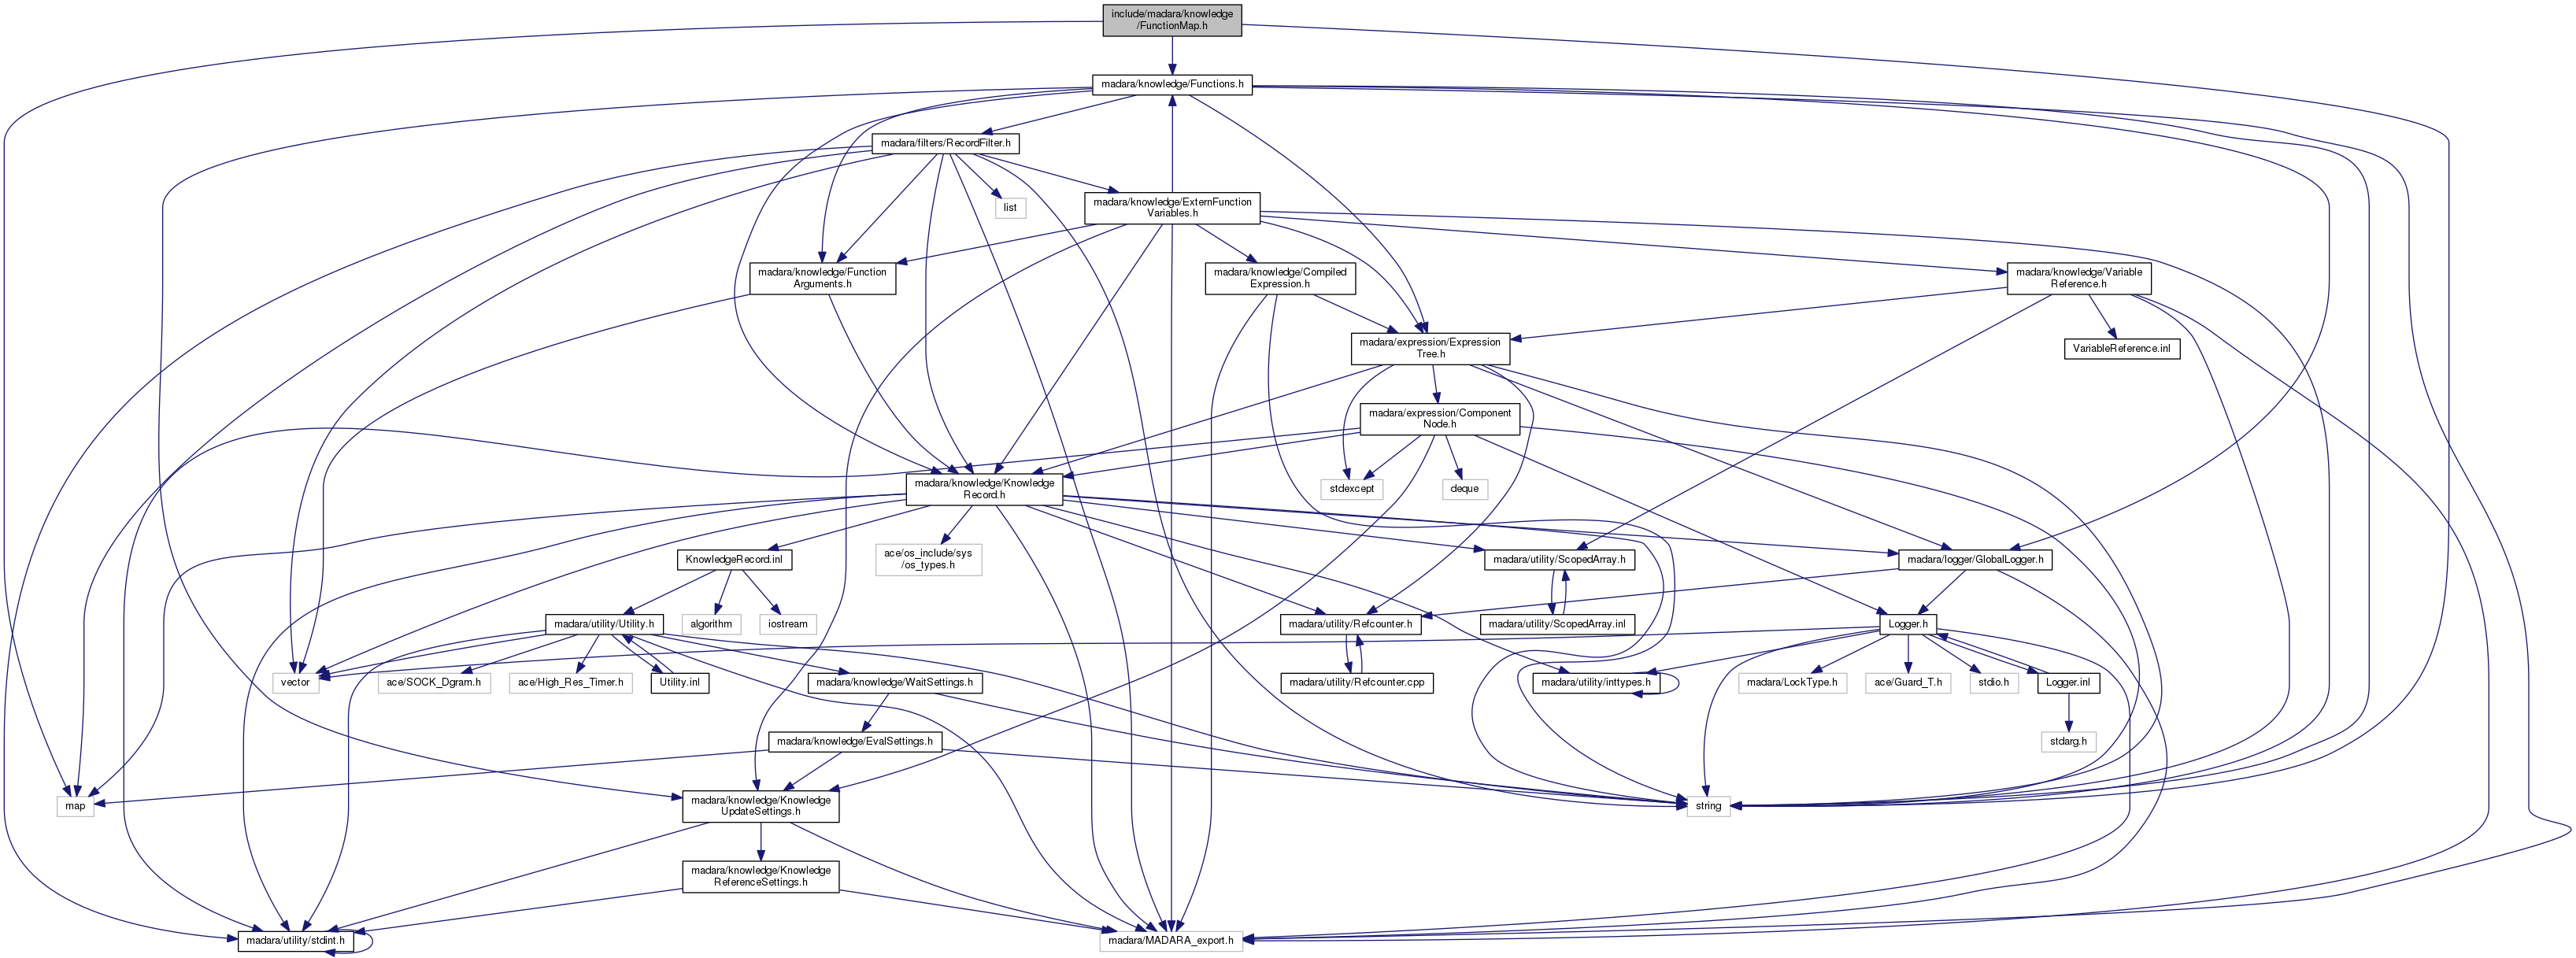 include/madara/knowledge
/FunctionMap.h
madara/knowledge/Functions.h
madara/filters/RecordFilter.h
list
madara/knowledge/ExternFunction
Variables.h
madara/knowledge/Function
Arguments.h
madara/knowledge/Compiled
Expression.h
madara/knowledge/Variable
Reference.h
madara/expression/Expression
Tree.h
VariableReference.inl
madara/expression/Component
Node.h
madara/knowledge/Knowledge
Record.h
stdexcept
deque
KnowledgeRecord.inl
ace/os_include/sys
/os_types.h
madara/utility/ScopedArray.h
madara/logger/GlobalLogger.h
madara/utility/Utility.h
algorithm
iostream
madara/utility/Refcounter.h
madara/utility/ScopedArray.inl
Logger.h
vector
ace/SOCK_Dgram.h
ace/High_Res_Timer.h
Utility.inl
madara/knowledge/WaitSettings.h
madara/utility/Refcounter.cpp
madara/utility/inttypes.h
madara/LockType.h
ace/Guard_T.h
stdio.h
Logger.inl
madara/knowledge/EvalSettings.h
stdarg.h
map
madara/knowledge/Knowledge
UpdateSettings.h
string
madara/knowledge/Knowledge
ReferenceSettings.h
madara/utility/stdint.h
madara/MADARA_export.h